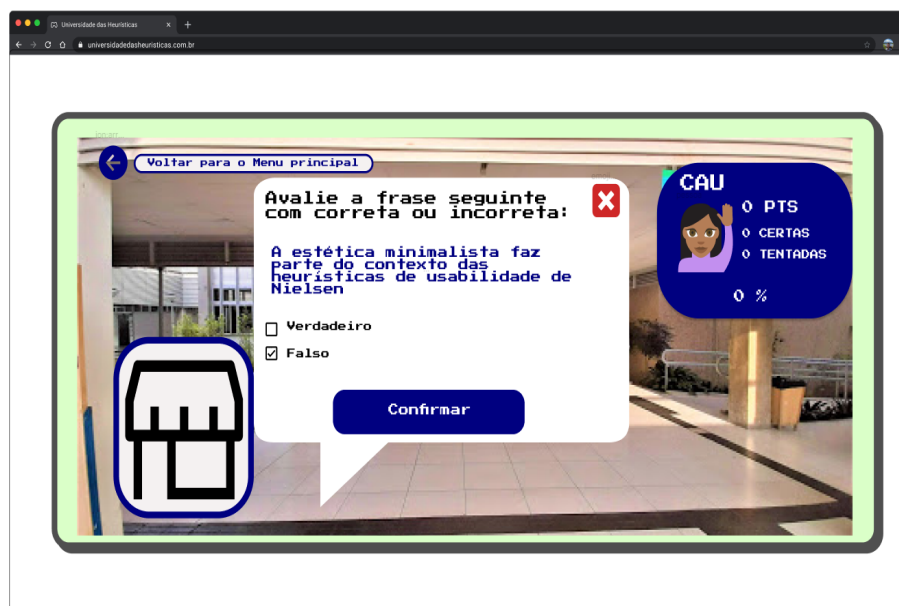 Universidade das Heurísticas
universidadedasheuristicas.com.br
Voltar para o Menu principal
Avalie a frase seguinte
com correta ou incorreta:
A estética minimalista faz
parte do contexto das
heurísticas de usabilidade de
Nielsen
Verdadeiro
Falso
Confirmar
CAU
0 PTS
0 CERTAS
0 TENTADAS
0 %